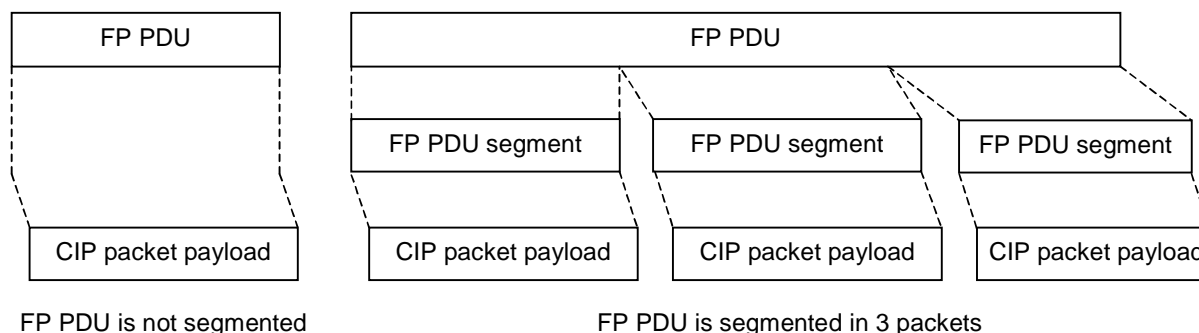 FP PDU
FP PDU
FP PDU segment
FP PDU segment
FP PDU segment
CIP packet payload
CIP packet payload
CIP packet payload
CIP packet payload
FP PDU is not segmented
FP PDU is segmented in 3 packets